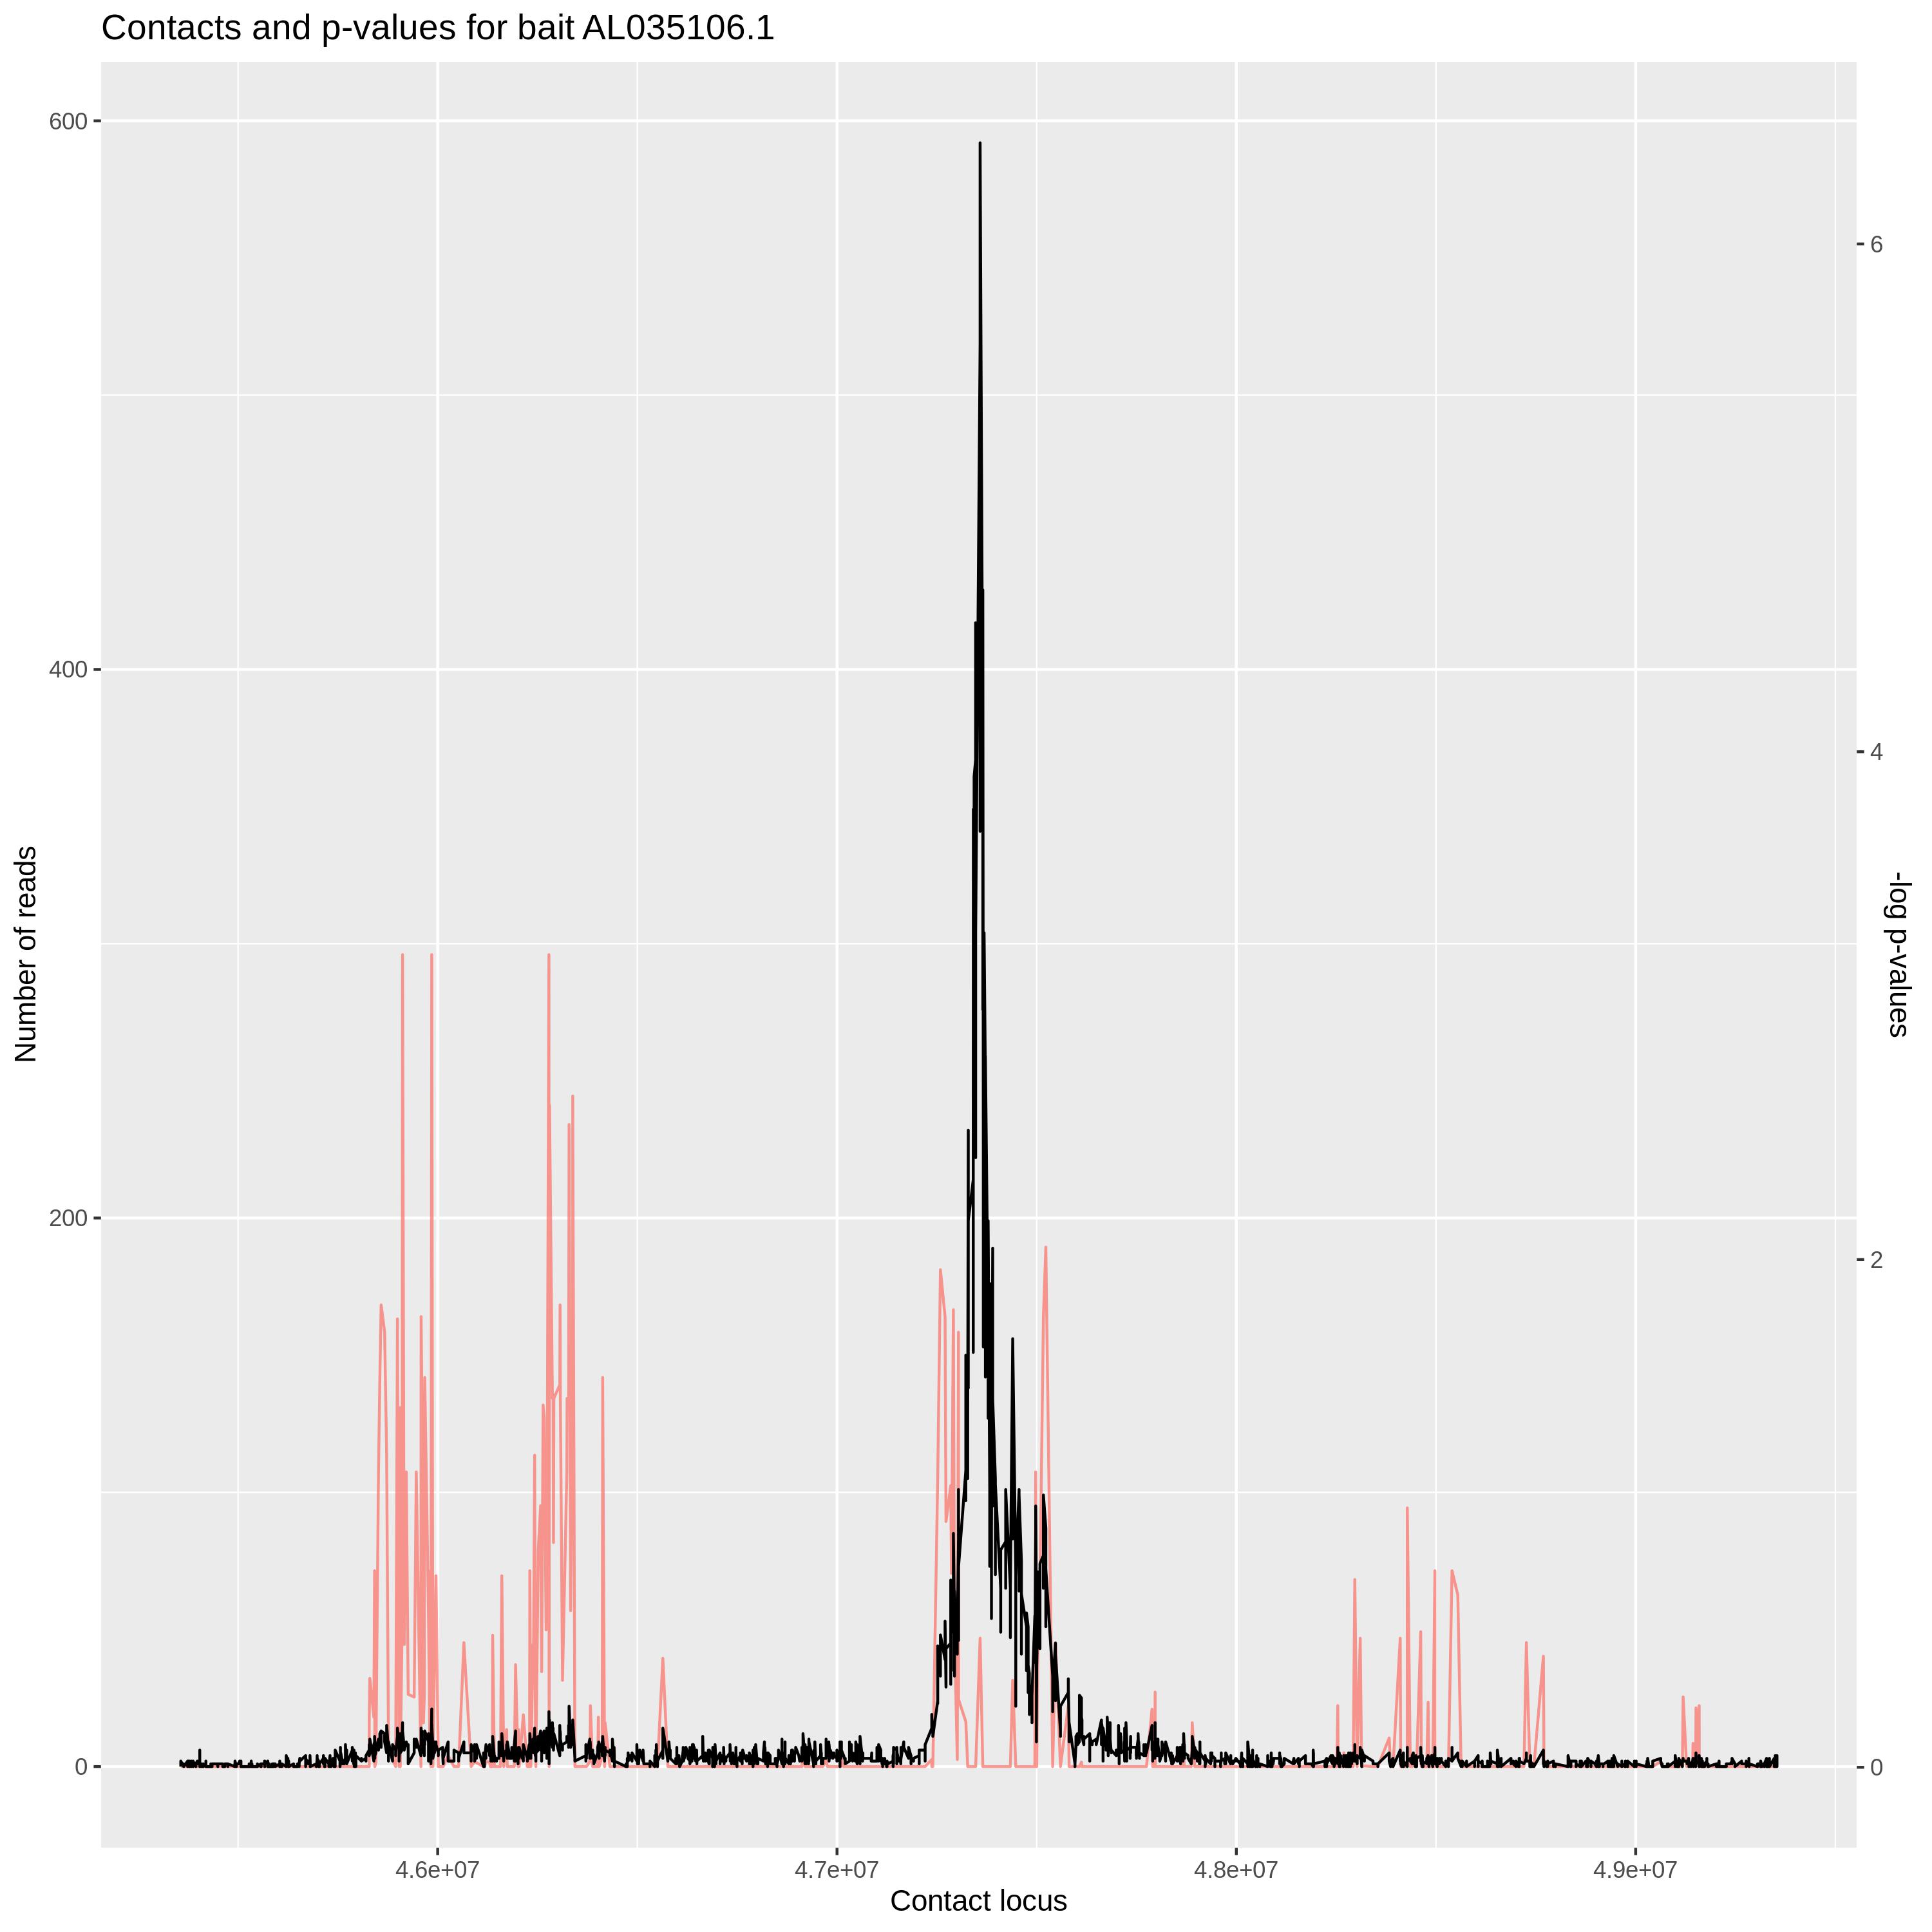 Contacts and p-values for bait AL035106.1
600
400
200
0
6
4
2
0
Number of reads
-log p-values
4.6e+07 4.7e+07 4.8e+07 4.9e+07
Contact locus